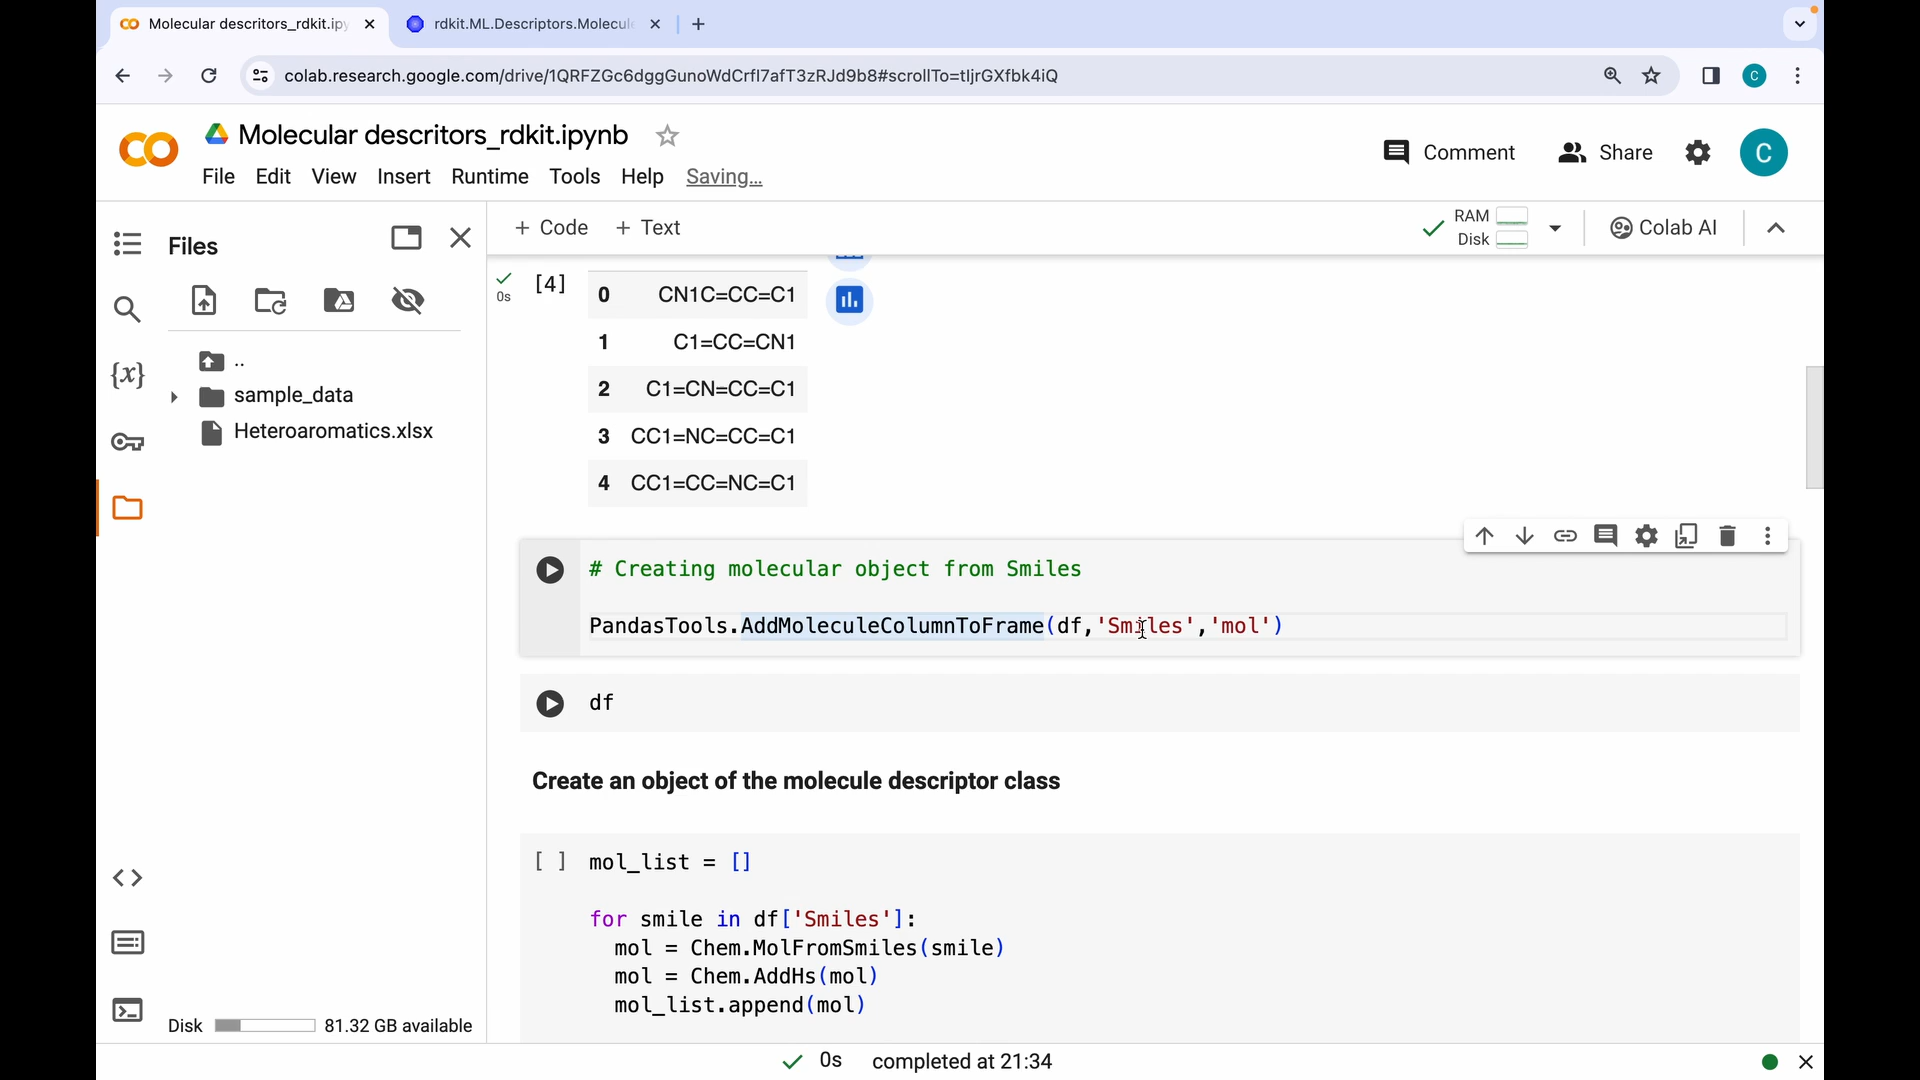 Molecular descritors_rdkit.ipy
rdkit.ML.Descriptors.Molecul
colab.research.google.com/drive/1QRFZGc6dggGunoWdCrfl7afT3zRJd9b8#scrollTo=tIjrGXfbk4iQ
C
Molecular descritors_rdkit.ipynb
File Edit View Insert Runtime Tools Help Saving…
Comment Share C
Files
+ Code + Text
RAM
Disk
Colab AI
{x}
..
sample_data
Heteroaromatics.xlsx
0s
[4]
0 CN1C=CC=C1
1 C1=CC=CN1
2 C1=CN=CC=C1
3 CC1=NC=CC=C1
4 CC1=CC=NC=C1
# Creating molecular object from Smiles
PandasTools.AddMoleculeColumnToFrame(df,'Smiles','mol')
df
Create an object of the molecule descriptor class
[ ] mol_list = []
for smile in df['Smiles']:
mol = Chem.MolFromSmiles(smile)
mol = Chem.AddHs(mol)
mol_list.append(mol)
Disk 81.32 GB available
0s completed at 21:34